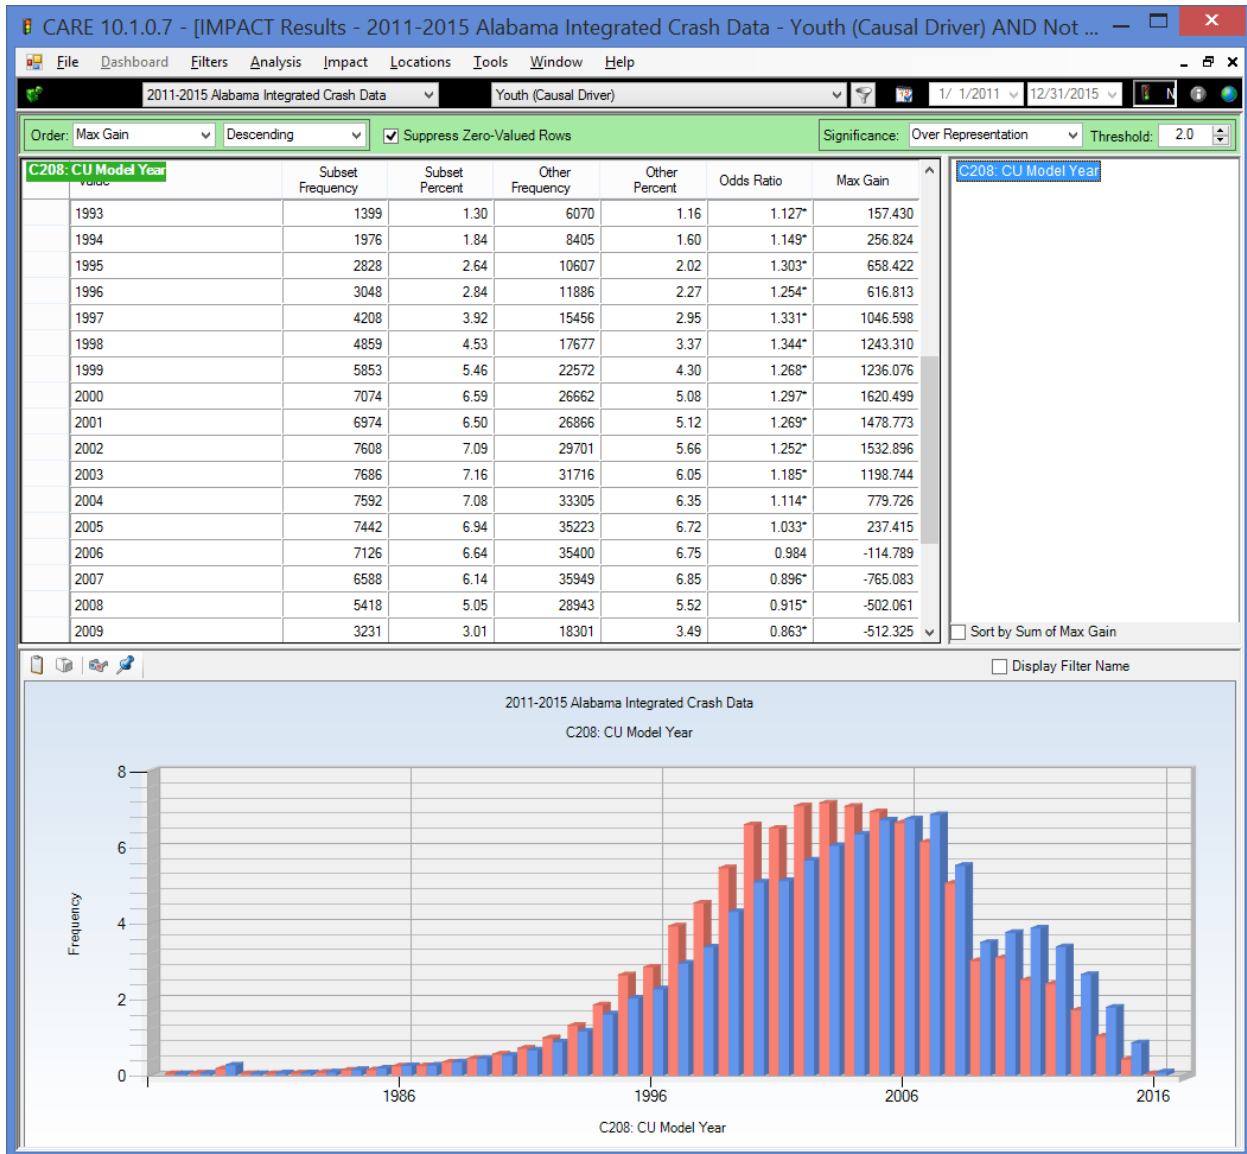 CARE 10.1.0.7 - [IMPACT Results - 2011-2015 Alabama Integrated Crash Data - Youth (Causal Driver) AND Not ...
File Dashboard Filters Analysis Impact Locations Tools Window Help
2011-2015 Alabama Integrated Crash Data Youth (Causal Driver) 1/ 1/2011 12/31/2015 N
Order: Max Gain Descending Suppress Zero-Valued Rows Significance: Over Representation Threshold: 2.0
C208: CU Model Year Subset Frequency Subset Percent Other Frequency Other Percent Odds Ratio Max Gain C208: CU Model Year
1993 1399 1.30 6070 1.16 1.127* 157.430
1994 1976 1.84 8405 1.60 1.149* 256.824
1995 2828 2.64 10607 2.02 1.303* 658.422
1996 3048 2.84 11886 2.27 1.254* 616.813
1997 4208 3.92 15456 2.95 1.331* 1046.598
1998 4859 4.53 17677 3.37 1.344* 1243.310
1999 5853 5.46 22572 4.30 1.268* 1236.076
2000 7074 6.59 26662 5.08 1.297* 1620.499
2001 6974 6.50 26866 5.12 1.269* 1478.773
2002 7608 7.09 29701 5.66 1.252* 1532.896
2003 7686 7.16 31716 6.05 1.185* 1198.744
2004 7592 7.08 33305 6.35 1.114* 779.726
2005 7442 6.94 35223 6.72 1.033* 237.415
2006 7126 6.64 35400 6.75 0.984 -114.789
2007 6588 6.14 35949 6.85 0.896* -765.083
2008 5418 5.05 28943 5.52 0.915* -502.061
2009 3231 3.01 18301 3.49 0.863* -512.325 Sort by Sum of Max Gain
Display Filter Name
2011-2015 Alabama Integrated Crash Data
C208: CU Model Year
8
6
4
2
0
Frequency
1986 1996 2006 2016
C208: CU Model Year